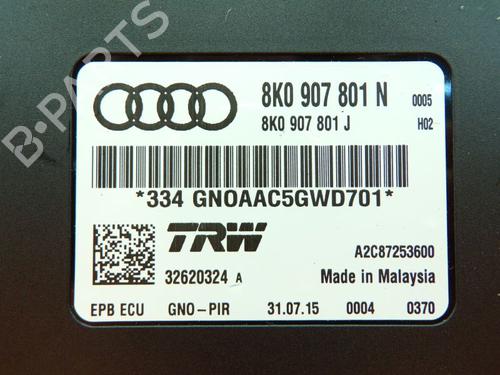 B-PARTS
8K0 907 801 N 0005
8K0 907 801 J H02
*334 GNOAAC5GWD701*
TRW
A2C87253600
32620324 A Made in Malaysia
EPB ECU GNO-PIR 31.07.15 0004 0370